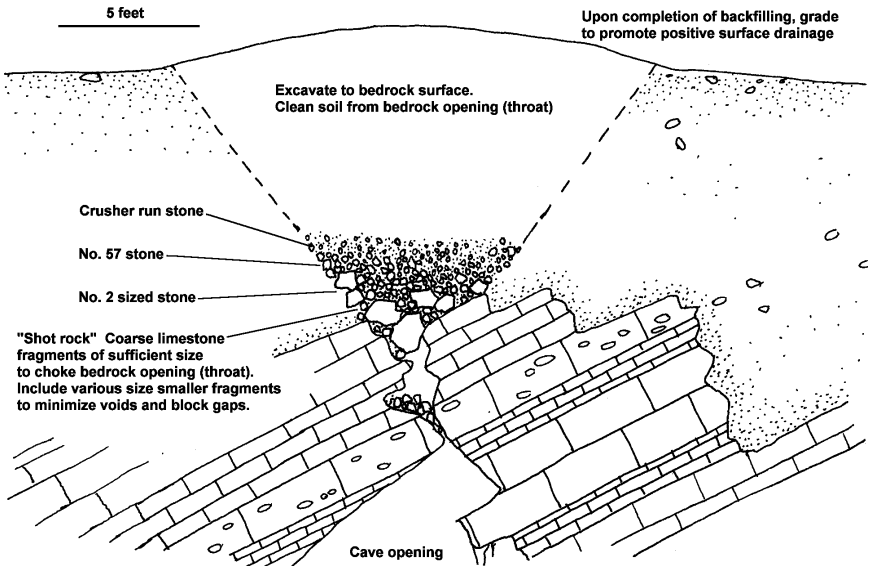 5 feet
Upon completion of backfilling, grade
to promote positive surface drainage
Excavate to bedrock surface.
Clean soil from bedrock opening (throat)
Crusher run stone
No. 57 stone
No. 2 sized stone
"Shot rock" Coarse limestone
fragments of sufficient size
to choke bedrock opening (throat).
Include various size smaller fragments
to minimize voids and block gaps.
Cave opening